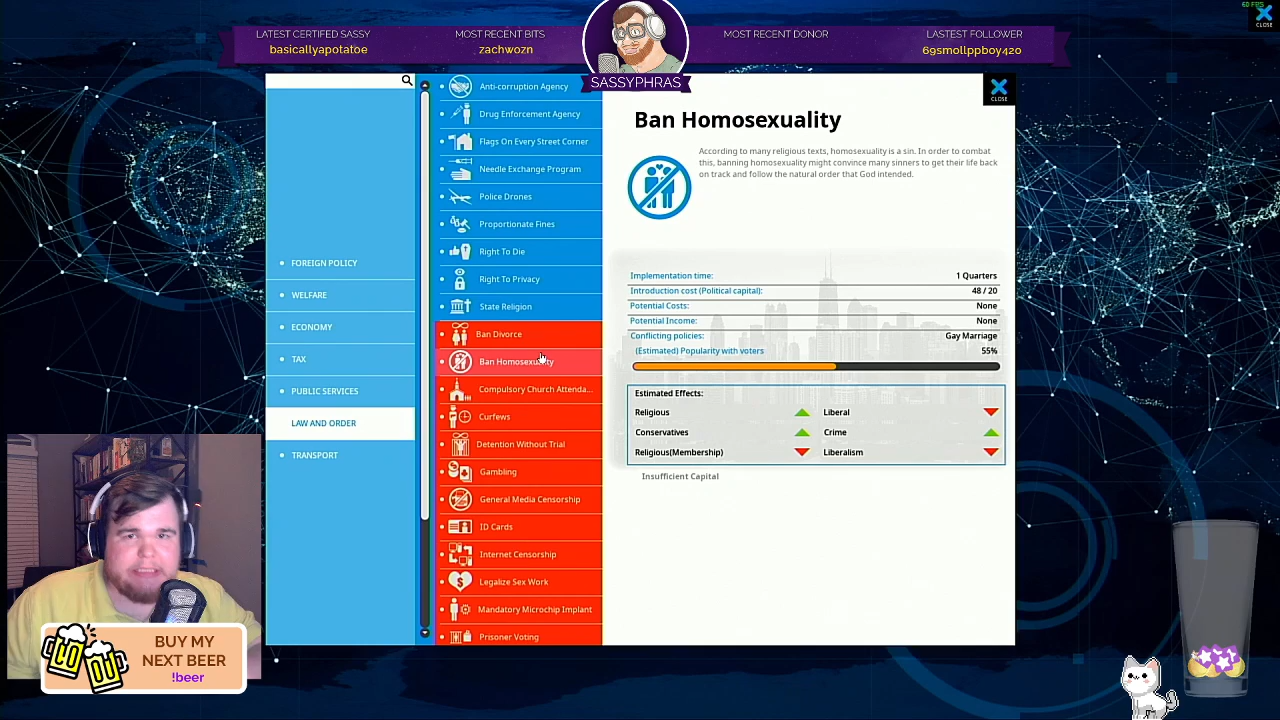 60 FPS
CLOSE
LATEST CERTIFED SASSY
basicallyapotatoe
MOST RECENT BITS
zachwozn
MOST RECENT DONOR
LASTEST FOLLOWER
69smollppboy420
SASSYPHRAS
CLOSE
FOREIGN POLICY
WELFARE
ECONOMY
TAX
PUBLIC SERVICES
LAW AND ORDER
TRANSPORT
Anti-corruption Agency
Drug Enforcement Agency
Flags On Every Street Corner
Needle Exchange Program
Police Drones
Proportionate Fines
Right To Die
Right To Privacy
State Religion
Ban Divorce
Ban Homosexuality
Compulsory Church Attenda...
Curfews
Detention Without Trial
Gambling
General Media Censorship
ID Cards
Internet Censorship
Legalize Sex Work
Mandatory Microchip Implant
Prisoner Voting
Ban Homosexuality
According to many religious texts, homosexuality is a sin. In order to combat
this, banning homosexuality might convince many sinners to get their life back
on track and follow the natural order that God intended.
Implementation time: 1 Quarters
Introduction cost (Political capital): 48 / 20
Potential Costs: None
Potential Income: None
Conflicting policies: Gay Marriage
(Estimated) Popularity with voters 55%
Estimated Effects:
Religious Liberal
Conservatives Crime
Religious(Membership) Liberalism
Insufficient Capital
BUY MY
NEXT BEER
!beer